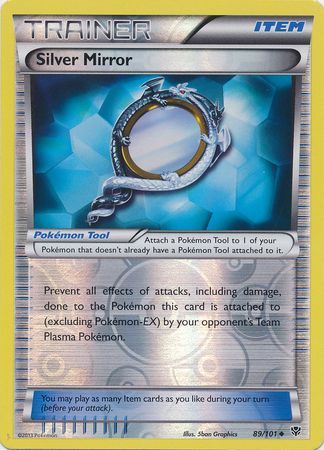 TRAINER ITEM
Silver Mirror
Pokémon Tool
Attach a Pokémon Tool to 1 of your
Pokémon that doesn't already have a Pokémon Tool attached to it.
Prevent all effects of attacks, including damage,
done to the Pokémon this card is attached to
(excluding Pokémon-EX) by your opponent's Team
Plasma Pokémon.
You may play as many Item cards as you like during your turn
(before your attack).
©2013 Pokémon Illus. 5ban Graphics 89/101